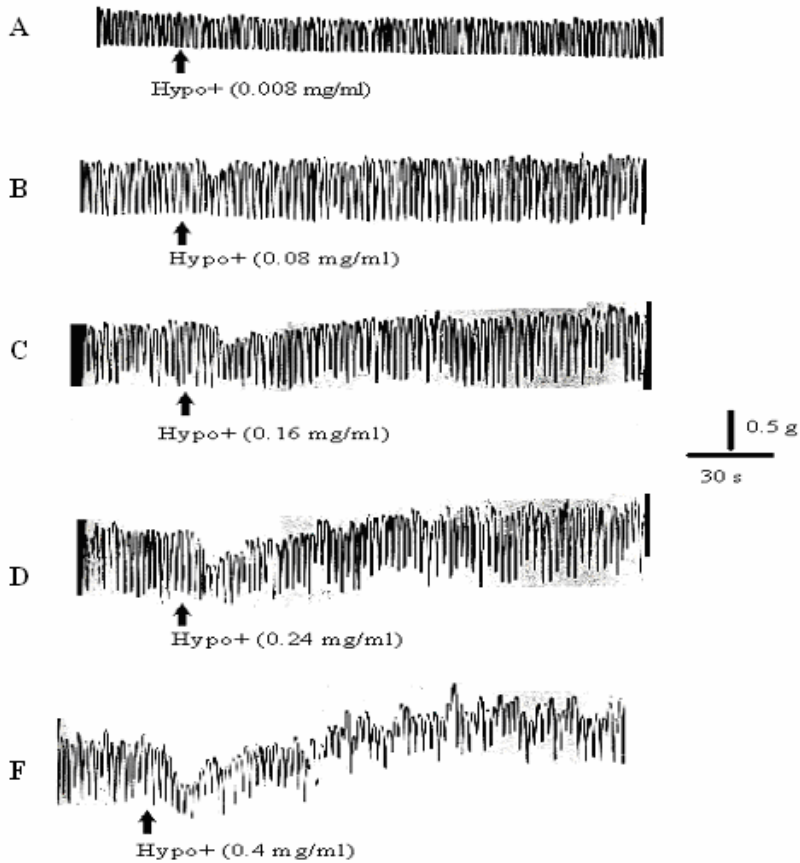 A
Hypo+ (0.008 mg/ml)
B
Hypo+ (0.08 mg/ml)
C
Hypo+ (0.16 mg/ml)
0.5 g
30 s
D
Hypo+ (0.24 mg/ml)
F
Hypo+ (0.4 mg/ml)